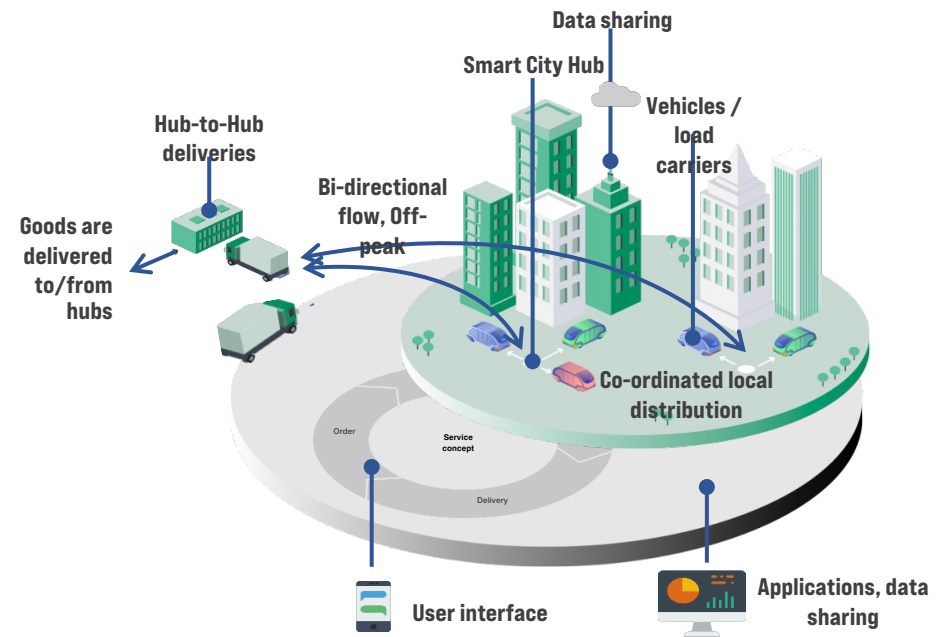 Data sharing
Smart City Hub
Vehicles /
load
carriers
Hub-to-Hub
deliveries
Bi-directional
flow, Off-
peak
Goods are
delivered
to/from
hubs
Co-ordinated local
distribution
Order
Service
concept
Delivery
User interface
Applications, data
sharing